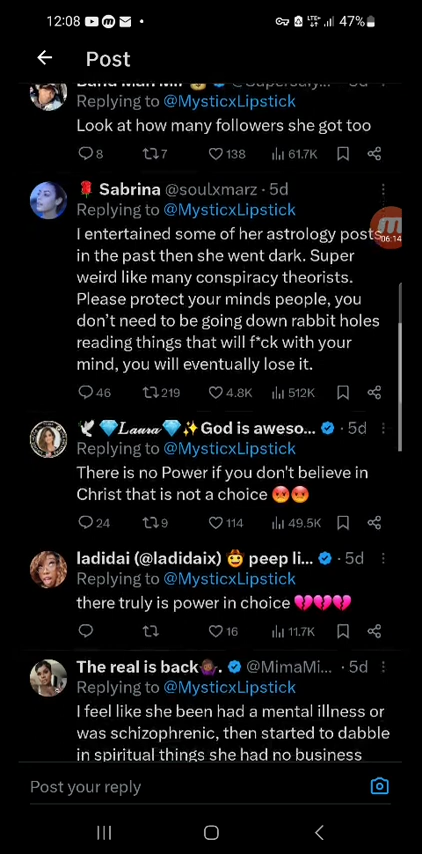 12:08
LTE+
47%
Post
Replying to @MysticxLipstick
Look at how many followers she got too
8 7 138 61.7K
Sabrina @soulxmarz · 5d
Replying to @MysticxLipstick
I entertained some of her astrology posts
06:14
in the past then she went dark. Super
weird like many conspiracy theorists.
Please protect your minds people, you
don't need to be going down rabbit holes
reading things that will f*ck with your
mind, you will eventually lose it.
46 219 4.8K 512K
🕊 💎𝓛𝓪𝓾𝓻𝓪💎✨God is aweso... · 5d
Replying to @MysticxLipstick
There is no Power if you don't believe in
Christ that is not a choice 😡😡
24 9 114 49.5K
ladidai (@ladidaix) 🤠 peep li... · 5d
Replying to @MysticxLipstick
there truly is power in choice 💔💔💔
16 11.7K
The real is back. @MimaMi... · 5d
Replying to @MysticxLipstick
I feel like she been had a mental illness or
was schizophrenic, then started to dabble
in spiritual things she had no business
Post your reply